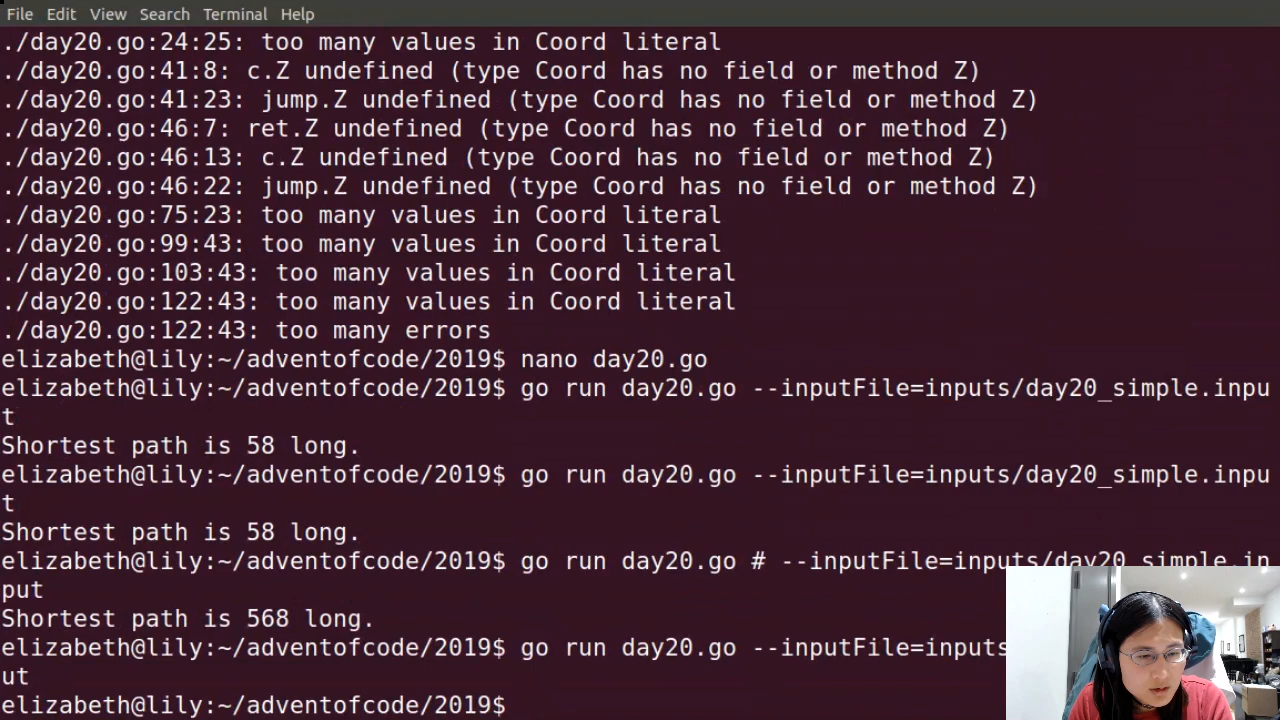 File Edit View Search Terminal Help
./day20.go:24:25: too many values in Coord literal
./day20.go:41:8: c.Z undefined (type Coord has no field or method Z)
./day20.go:41:23: jump.Z undefined (type Coord has no field or method Z)
./day20.go:46:7: ret.Z undefined (type Coord has no field or method Z)
./day20.go:46:13: c.Z undefined (type Coord has no field or method Z)
./day20.go:46:22: jump.Z undefined (type Coord has no field or method Z)
./day20.go:75:23: too many values in Coord literal
./day20.go:99:43: too many values in Coord literal
./day20.go:103:43: too many values in Coord literal
./day20.go:122:43: too many values in Coord literal
./day20.go:122:43: too many errors
elizabeth@lily:~/adventofcode/2019$ nano day20.go
elizabeth@lily:~/adventofcode/2019$ go run day20.go --inputFile=inputs/day20_simple.inpu
t
Shortest path is 58 long.
elizabeth@lily:~/adventofcode/2019$ go run day20.go --inputFile=inputs/day20_simple.inpu
t
Shortest path is 58 long.
elizabeth@lily:~/adventofcode/2019$ go run day20.go # --inputFile=inputs/day20_simple.in
put
Shortest path is 568 long.
elizabeth@lily:~/adventofcode/2019$ go run day20.go --inputFile=inputs
ut
elizabeth@lily:~/adventofcode/2019$